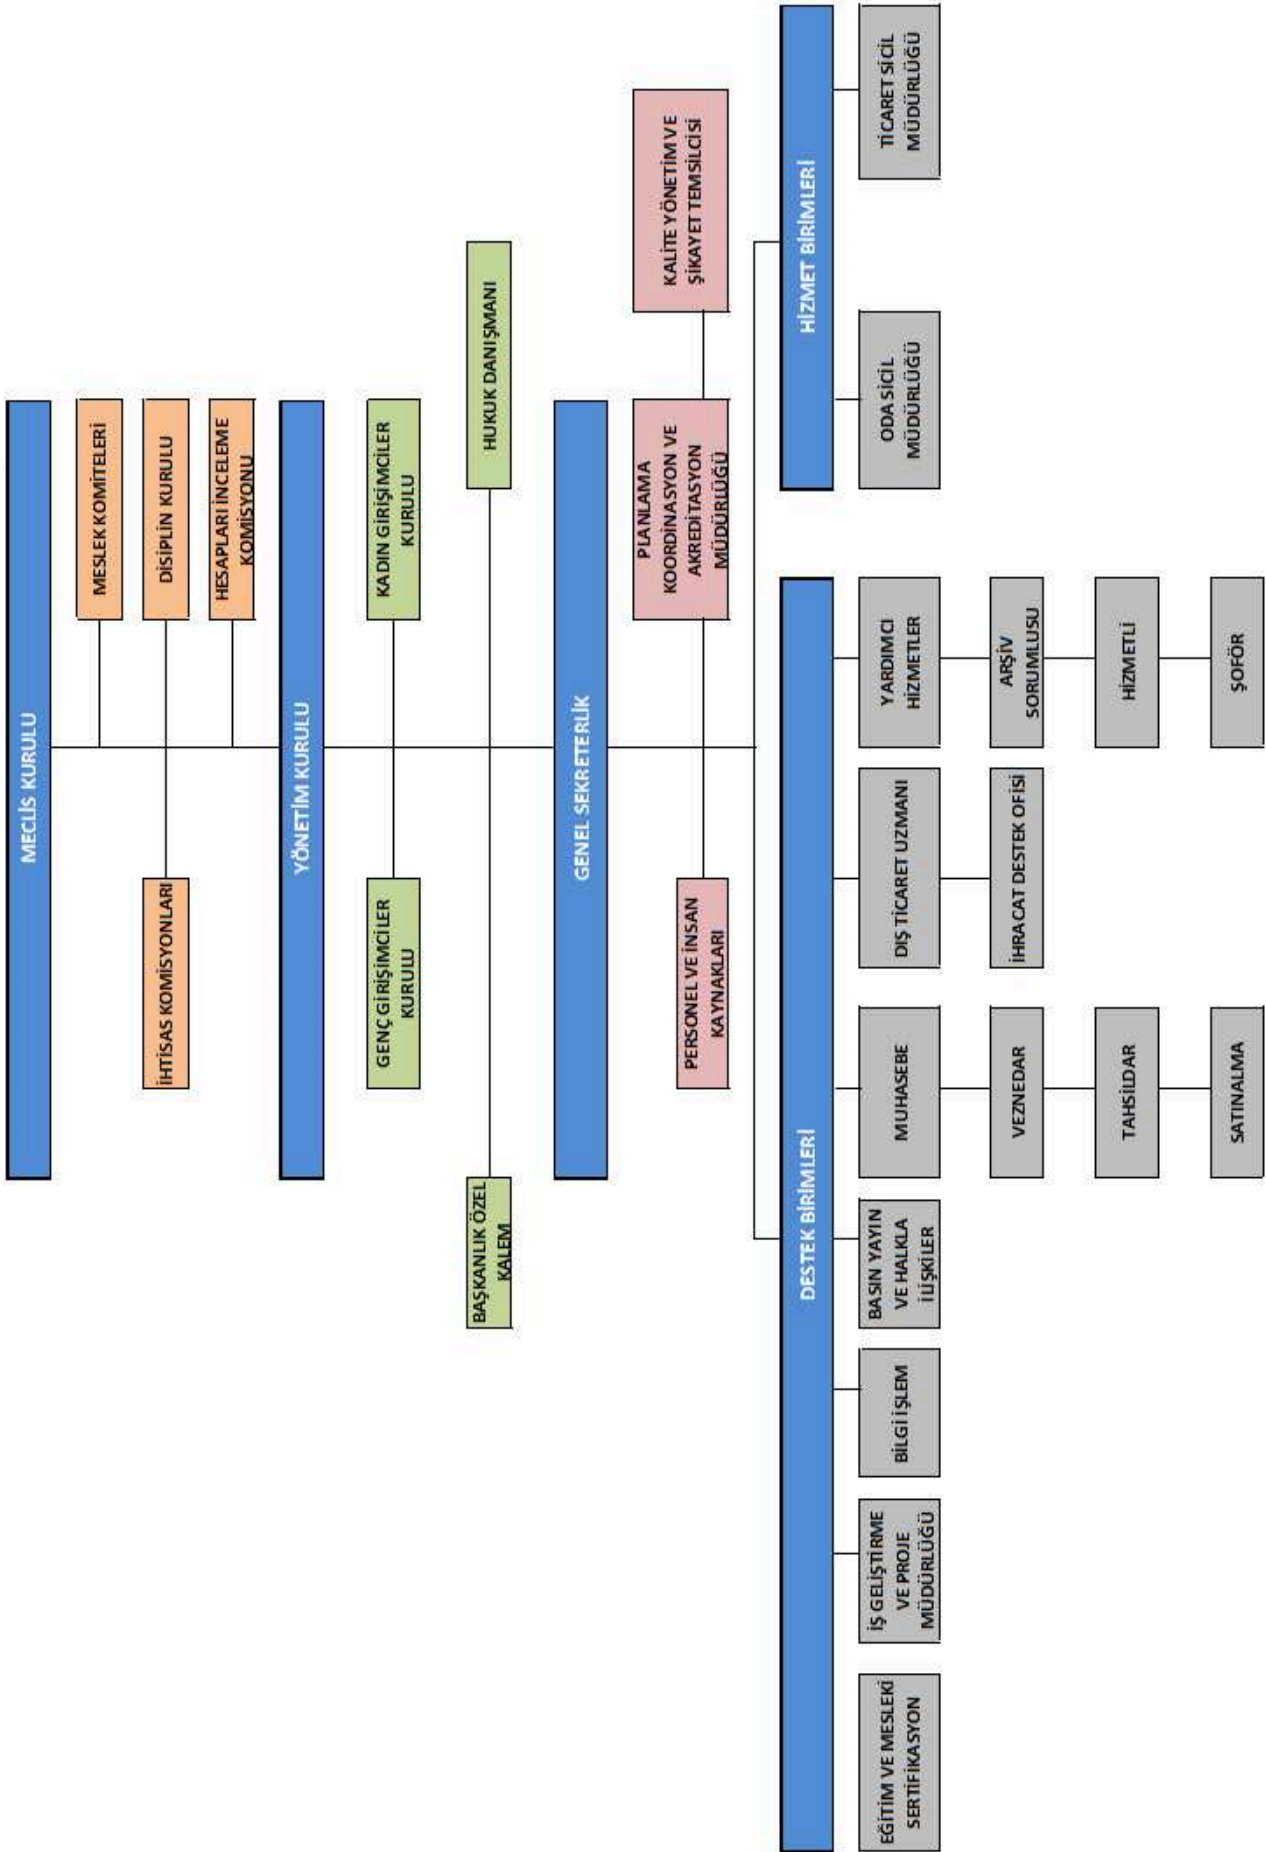 MECLİS KURULU
MESLEK KOMİTELERİ
İHTİSAS KOMİSYONLARI
DİSİPLİN KURULU
HESAPLARI İNCELEME
KOMİSYONU
YÖNETİM KURULU
GENÇ GİRİŞİMCİLER
KURULU
KADIN GİRİŞİMCİLER
KURULU
BAŞKANLIK ÖZEL
KALEM
HUKUK DANIŞMANI
GENEL SEKRETERLİK
PERSONEL VE İNSAN
KAYNAKLARI
PLANLAMA
KOORDİNASYON VE
AKREDİTASYON
MÜDÜRLÜĞÜ
KALİTE YÖNETİM VE
ŞİKAYET TEMSİLCİSİ
DESTEK BİRİMLERİ
HİZMET BİRİMLERİ
EĞİTİM VE MESLEKİ
SERTİFİKASYON
İŞ GELİŞTİRME
VE PROJE
MÜDÜRLÜĞÜ
BİLGİ İŞLEM
BASIN YAYIN
VE HALKLA
İLİŞKİLER
MUHASEBE
DIŞ TİCARET UZMANI
YARDIMCI
HİZMETLER
ODA SİCİL
MÜDÜRLÜĞÜ
TİCARET SİCİL
MÜDÜRLÜĞÜ
VEZNEDAR
İHRACAT DESTEK OFİSİ
ARŞİV
SORUMLUSU
TAHSİLDAR
HİZMETLİ
SATINALMA
ŞOFÖR